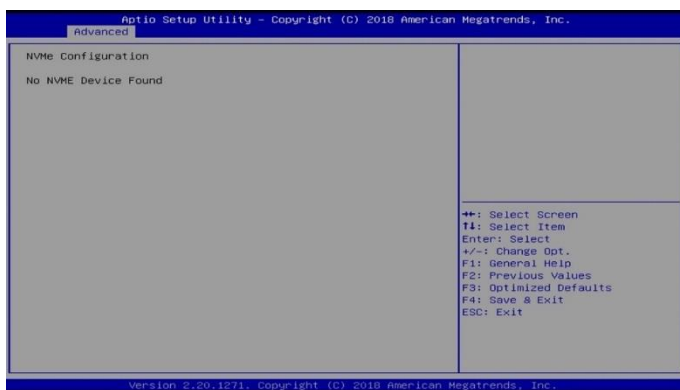 Aptio Setup Utility – Copyright (C) 2018 American Megatrends, Inc.
Advanced
NVMe Configuration
No NVME Device Found
→←: Select Screen
↑↓: Select Item
Enter: Select
+/-: Change Opt.
F1: General Help
F2: Previous Values
F3: Optimized Defaults
F4: Save & Exit
ESC: Exit
Version 2.20.1271. Copyright (C) 2018 American Megatrends, Inc.